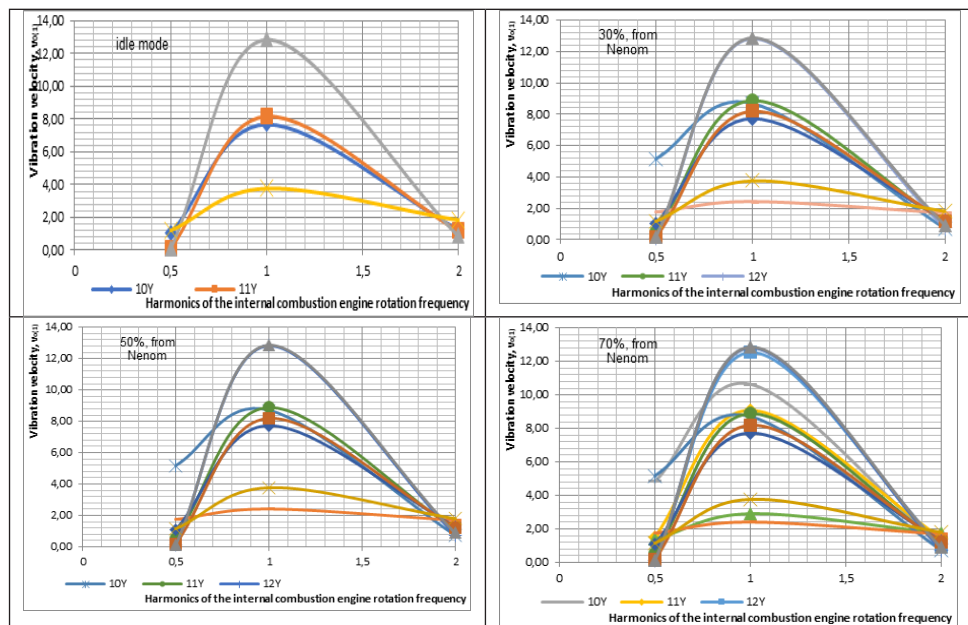 Vibration velocity, υ₀₍₁₎
14,00
12,00
10,00
8,00
6,00
4,00
2,00
0,00
idle mode
0
0,5
1
1,5
2
10Y
11Y
Harmonics of the internal combustion engine rotation frequency
Vibration velocity, υ₀₍₁₎
14,00
12,00
10,00
8,00
6,00
4,00
2,00
0,00
30%, from
Nenom
0
0,5
1
1,5
2
10Y
11Y
12Y
Harmonics of the internal combustion engine rotation frequency
Vibration velocity, υ₀₍₁₎
14,00
12,00
10,00
8,00
6,00
4,00
2,00
0,00
50%, from
Nenom
0
0,5
1
1,5
2
10Y
11Y
12Y
Harmonics of the internal combustion engine rotation frequency
Vibration velocity, υ₀₍₁₎
14,00
12,00
10,00
8,00
6,00
4,00
2,00
0,00
70%, from
Nenom
0
0,5
1
1,5
2
10Y
11Y
12Y
Harmonics of the internal combustion engine rotation frequency